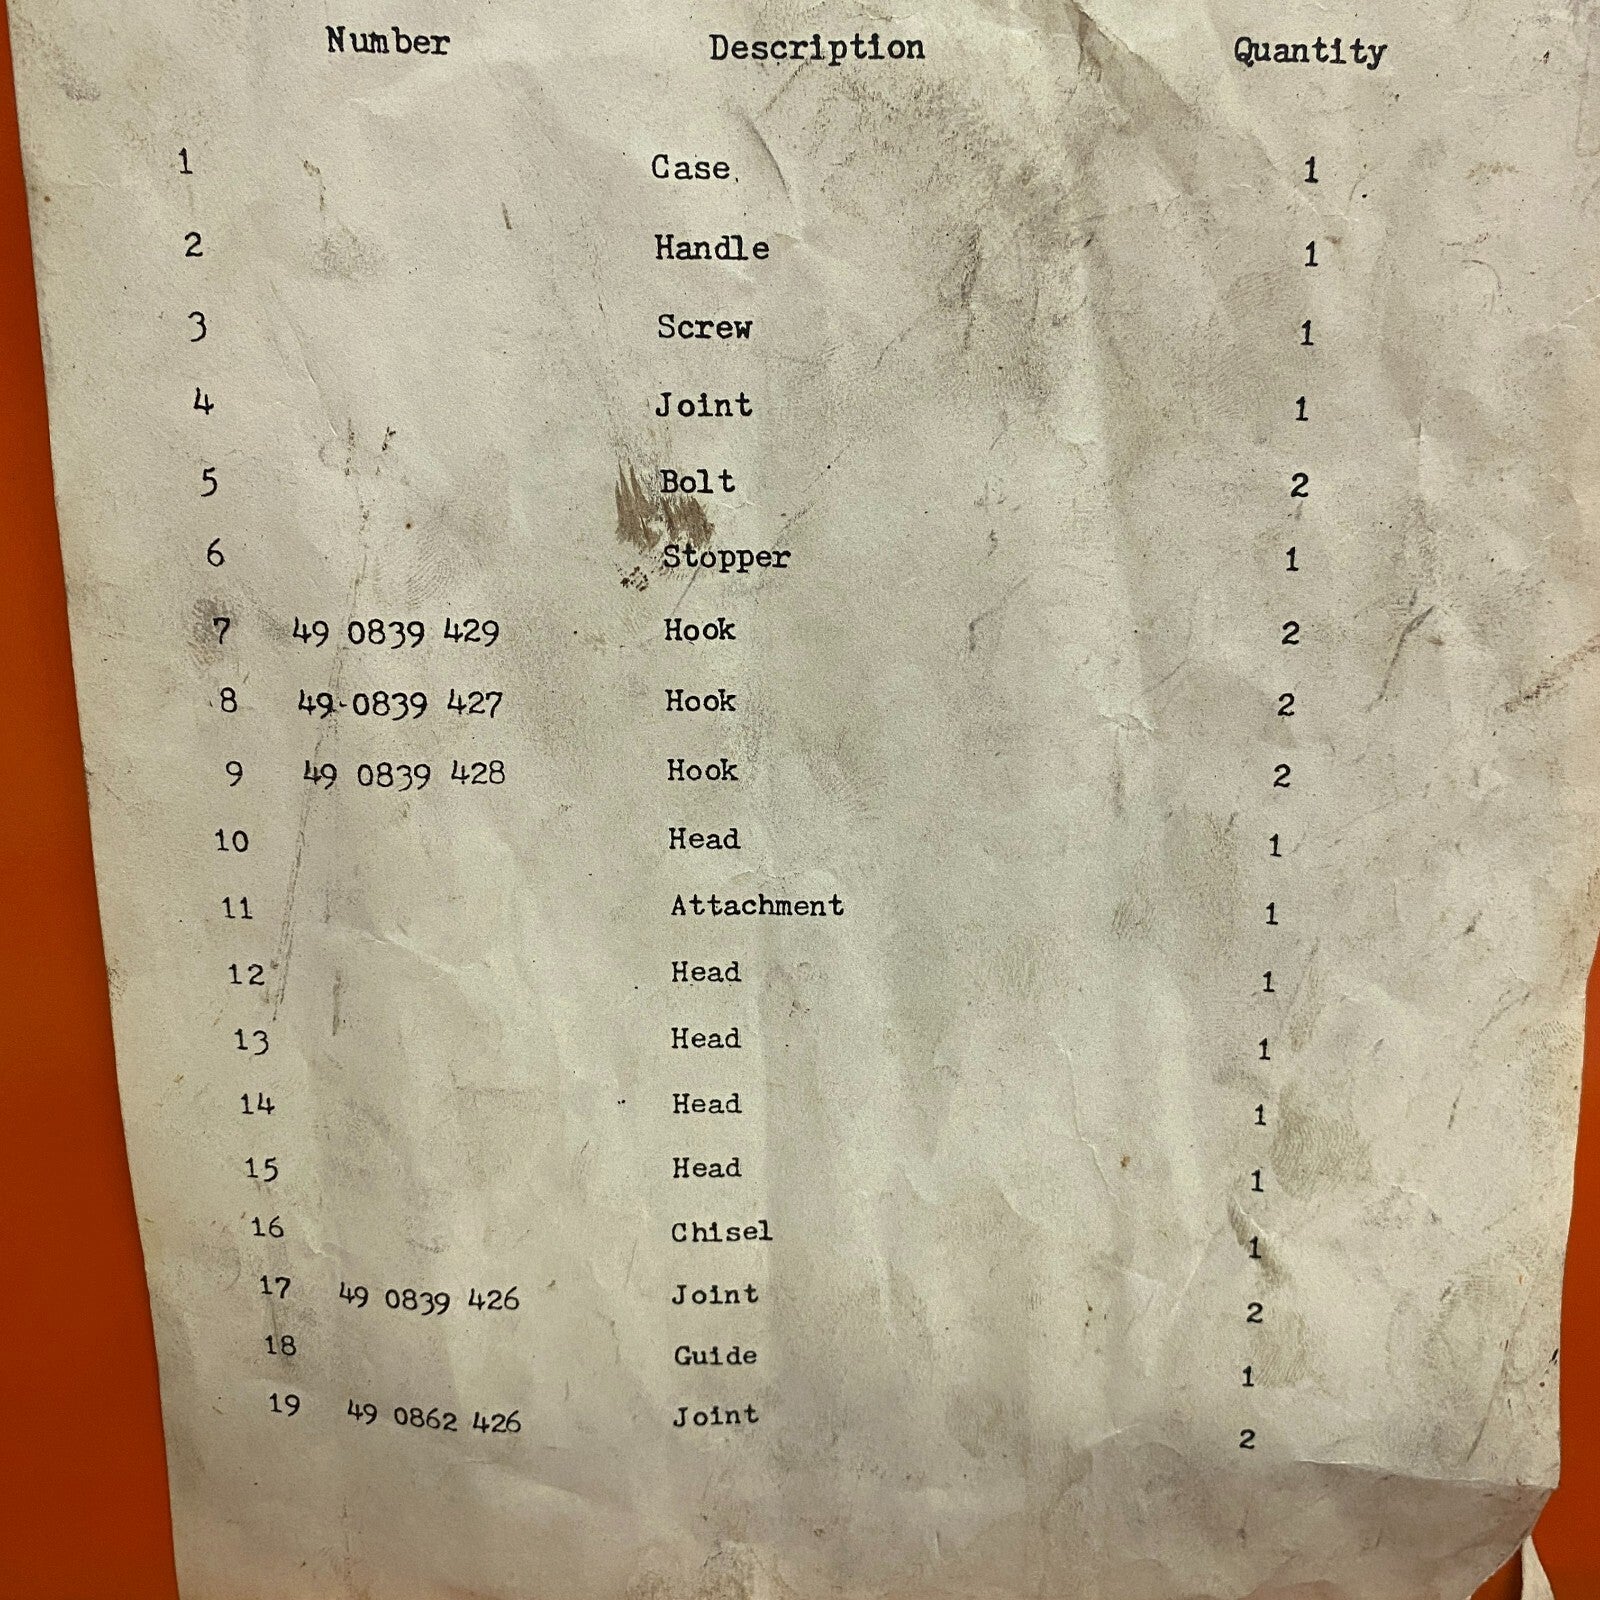 Number Description Quantity
1 Case. 1
2 Handle 1
3 Screw 1
4 Joint 1
5 Bolt 2
6 Stopper 1
7 49 0839 429 Hook 2
8 49 0839 427 Hook 2
9 49 0839 428 Hook 2
10 Head 1
11 Attachment 1
12 Head 1
13 Head 1
14 Head 1
15 Head 1
16 Chisel 1
17 49 0839 426 Joint 2
18 Guide 1
19 49 0862 426 Joint 2